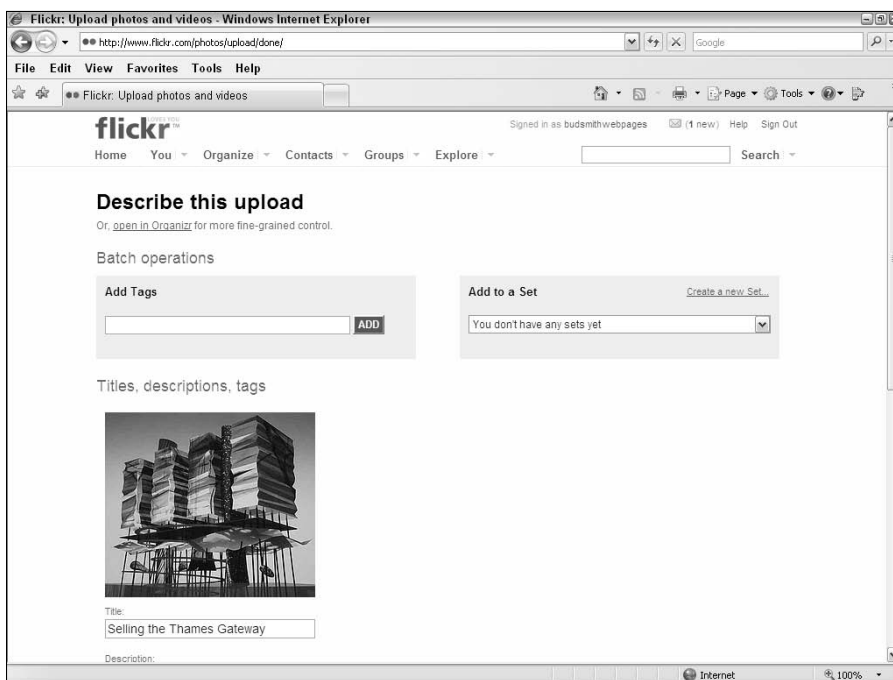 Flickr: Upload photos and videos - Windows Internet Explorer
http://www.flickr.com/photos/upload/done/
Google
File Edit View Favorites Tools Help
Flickr: Upload photos and videos
Page Tools
flickr™
Signed in as budsmithwebpages (1 new) Help Sign Out
Home You Organize Contacts Groups Explore Search
Describe this upload
Or, open in Organizr for more fine-grained control.
Batch operations
Add Tags
ADD
Add to a Set Create a new Set...
You don't have any sets yet
Titles, descriptions, tags
Title:
Selling the Thames Gateway
Description:
Internet 100%